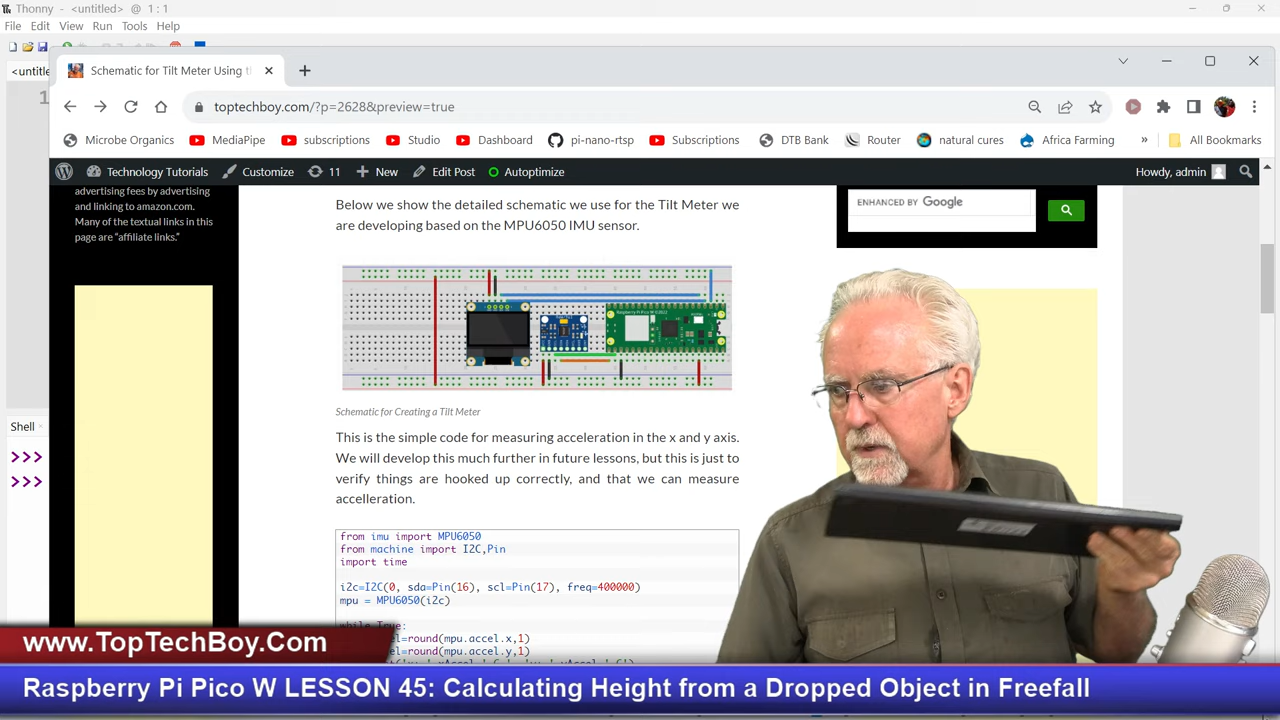 Thonny - <untitled> @ 1 : 1
File Edit View Run Tools Help
<untitle
Schematic for Tilt Meter Using t
toptechboy.com/?p=2628&preview=true
Microbe Organics MediaPipe subscriptions Studio Dashboard pi-nano-rtsp Subscriptions DTB Bank Router natural cures Africa Farming » All Bookmarks
Technology Tutorials Customize 11 New Edit Post Autoptimize Howdy, admin
advertising fees by advertising
and linking to amazon.com.
Many of the textual links in this
page are “affiliate links.”
Below we show the detailed schematic we use for the Tilt Meter we
are developing based on the MPU6050 IMU sensor.
ENHANCED BY Google
Schematic for Creating a Tilt Meter
This is the simple code for measuring acceleration in the x and y axis.
We will develop this much further in future lessons, but this is just to
verify things are hooked up correctly, and that we can measure
accelleration.
from imu import MPU6050
from machine import I2C,Pin
import time
i2c=I2C(0, sda=Pin(16), scl=Pin(17), freq=400000)
mpu = MPU6050(i2c)
while True:
el=round(mpu.accel.x,1)
el=round(mpu.accel.y,1)
1
Shell
>>>
>>>
www.TopTechBoy.Com
Raspberry Pi Pico W LESSON 45: Calculating Height from a Dropped Object in Freefall